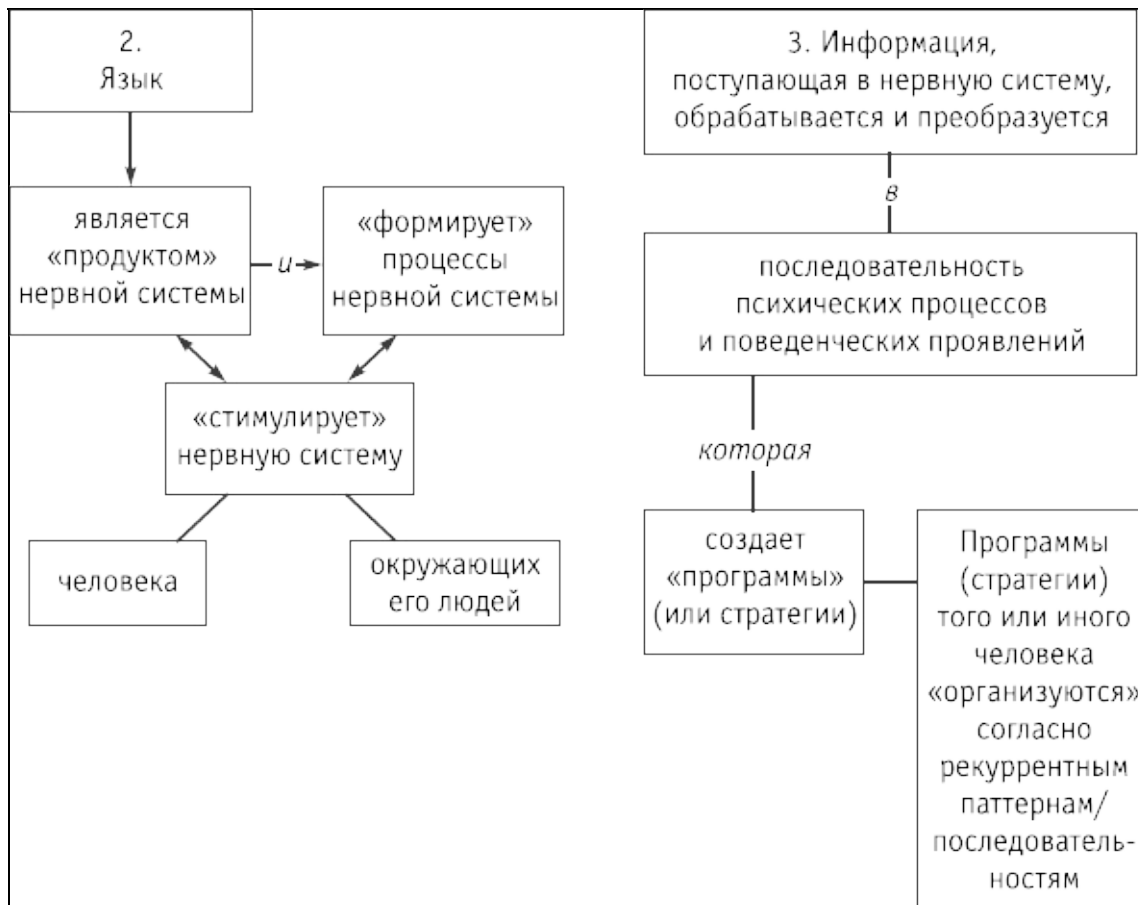 2.
Язык
является
«продуктом»
нервной системы
и
«формирует»
процессы
нервной системы
«стимулирует»
нервную систему
человека
окружающих
его людей
3. Информация,
поступающая в нервную систему,
обрабатывается и преобразуется
в
последовательность
психических процессов
и поведенческих проявлений
которая
создает
«программы»
(или стратегии)
Программы
(стратегии)
того или иного
человека
«организуются»
согласно
рекуррентным
паттернам/
последователь-
ностям